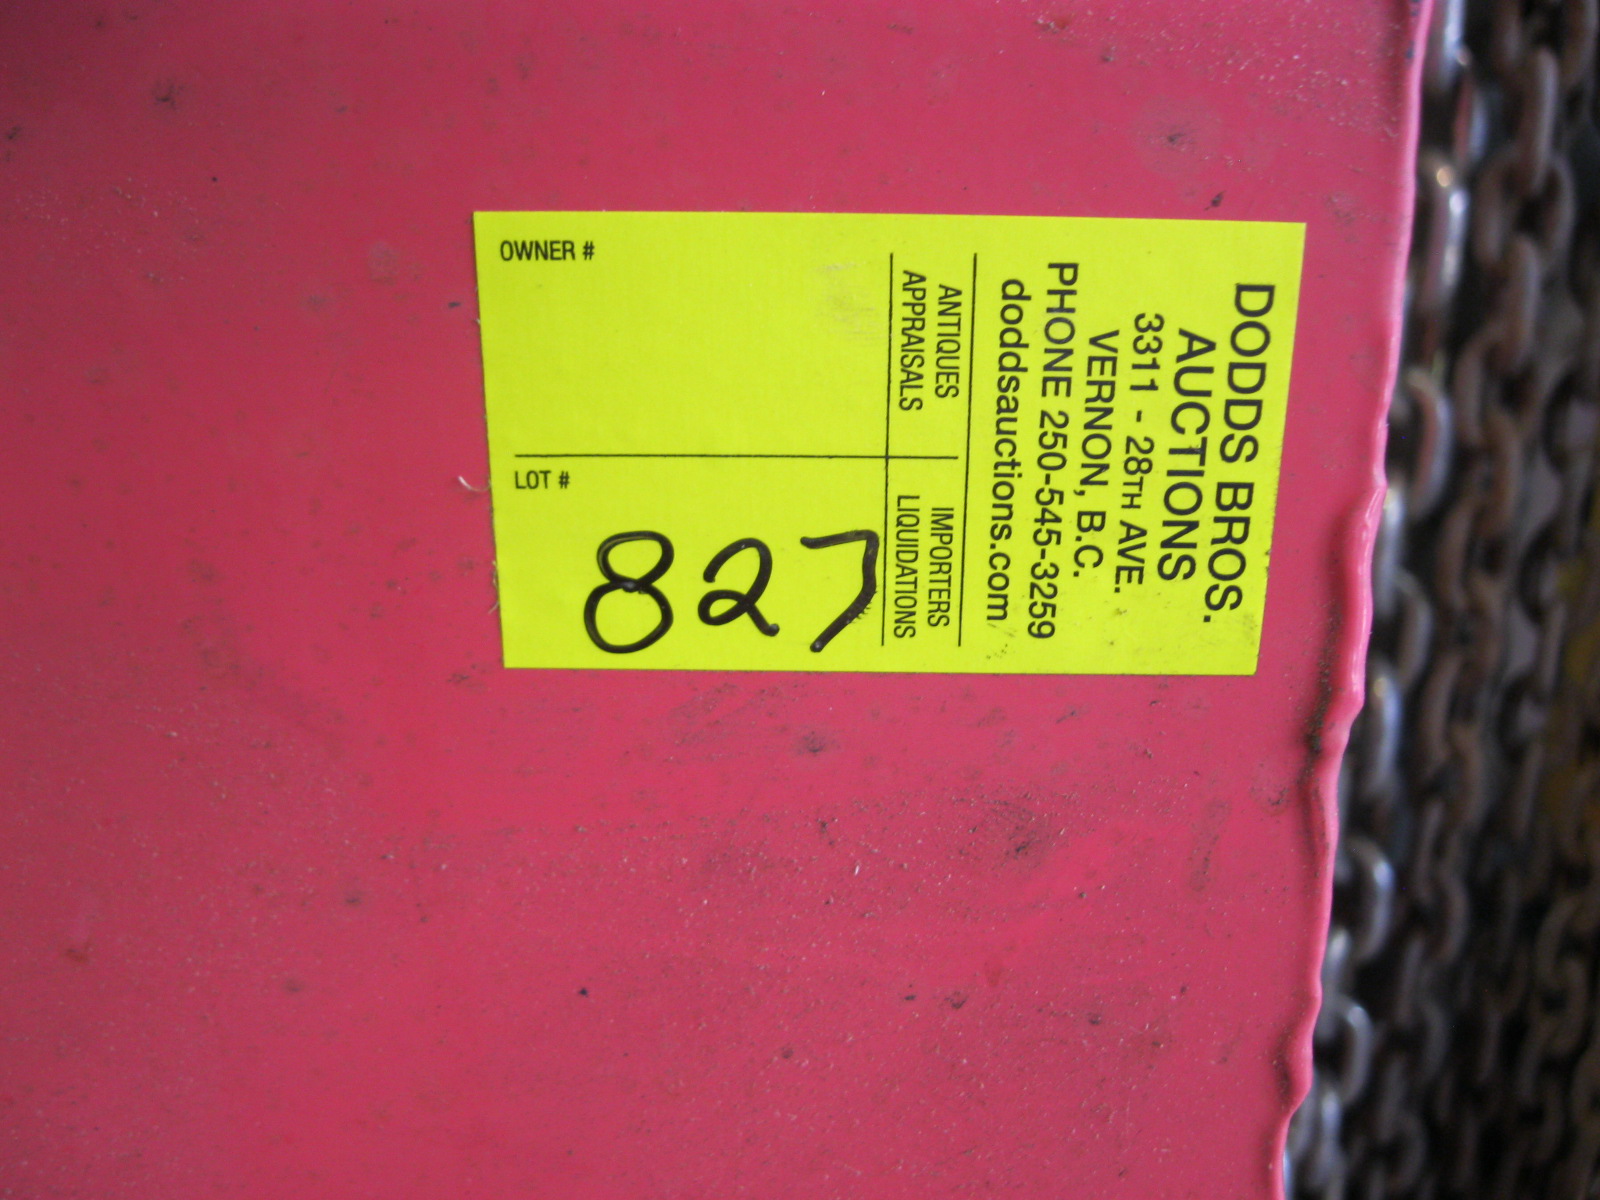 DODDS BROS.
AUCTIONS
3311 - 28TH AVE.
VERNON, B.C.
PHONE 250-545-3259
doddsauctions.com
ANTIQUES
APPRAISALS
IMPORTERS
LIQUIDATIONS
OWNER #
LOT #
827